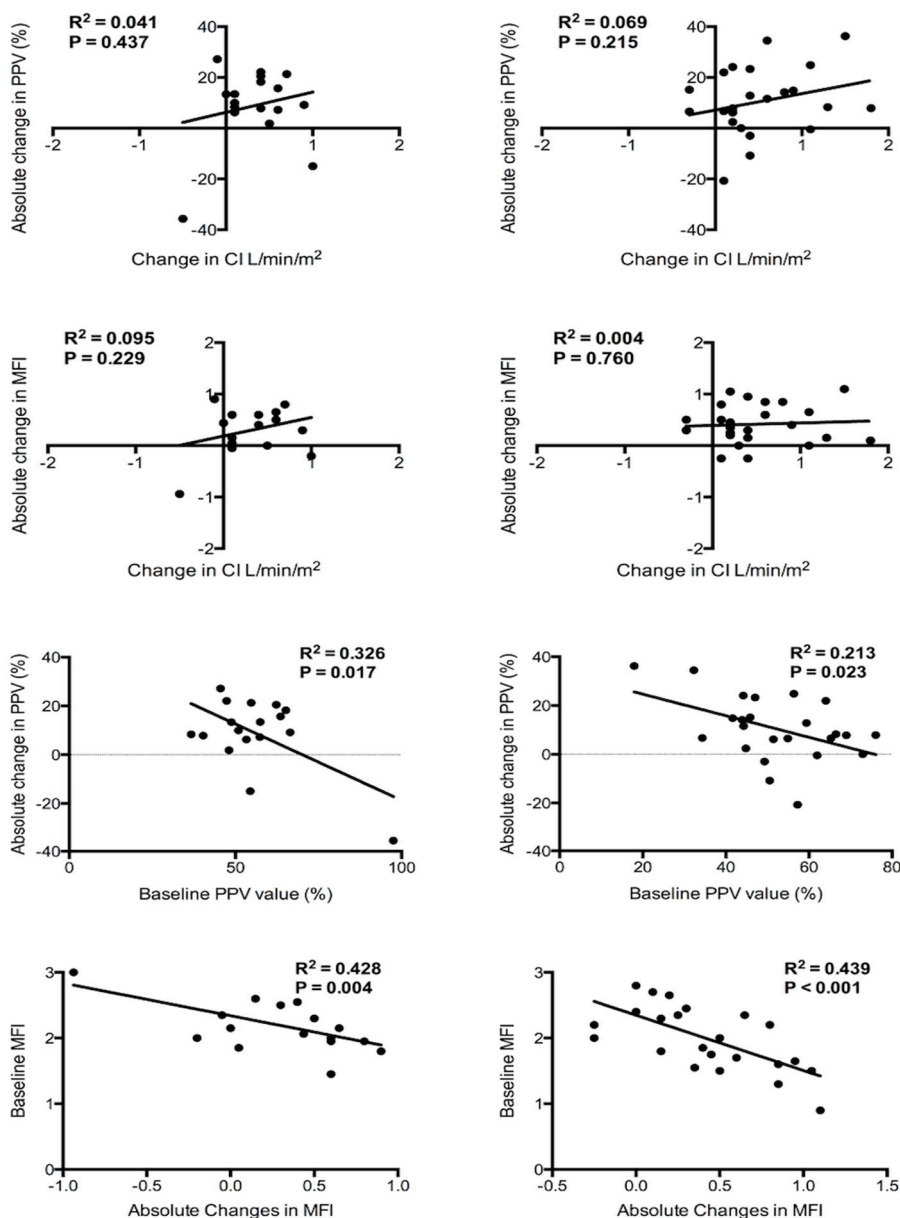 R² = 0.041
P = 0.437
Absolute change in PPV (%)
40
20
-2
-1
0
1
2
-20
-40
Change in CI L/min/m²
R² = 0.069
P = 0.215
Absolute change in PPV (%)
40
20
-2
-1
0
1
2
-20
-40
Change in CI L/min/m²
R² = 0.095
P = 0.229
Absolute change in MFI
2
1
-2
-1
0
1
2
-1
-2
Change in CI L/min/m²
R² = 0.004
P = 0.760
Absolute change in MFI
2
1
-2
-1
0
1
2
-1
-2
Change in CI L/min/m²
R² = 0.326
P = 0.017
Absolute change in PPV (%)
40
20
0
-20
-40
0
50
100
Baseline PPV value (%)
R² = 0.213
P = 0.023
Absolute change in PPV (%)
40
20
0
-20
-40
0
20
40
60
80
Baseline PPV value (%)
R² = 0.428
P = 0.004
Baseline MFI
3
2
1
0
-1.0
-0.5
0.0
0.5
1.0
Absolute Changes in MFI
R² = 0.439
P < 0.001
Baseline MFI
3
2
1
0
-0.5
0.0
0.5
1.0
1.5
Absolute Changes in MFI